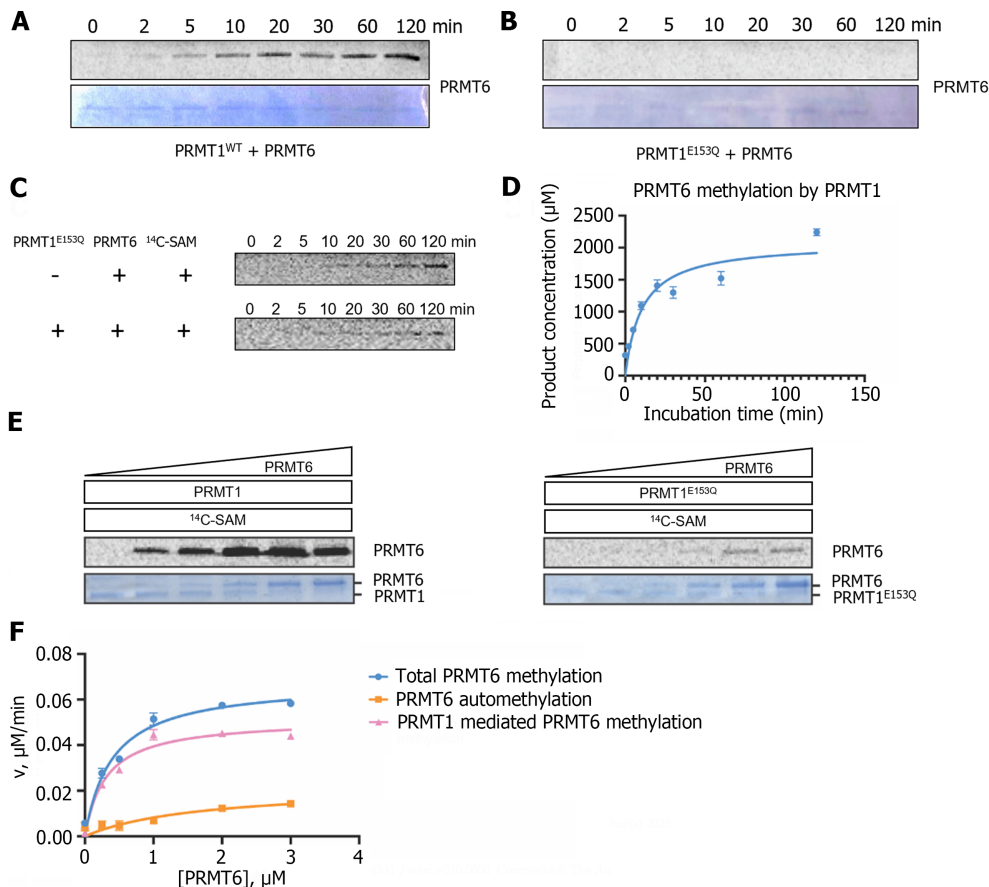 A
0 2 5 10 20 30 60 120 min
PRMT6
PRMT1WT + PRMT6
B
0 2 5 10 20 30 60 120 min
PRMT6
PRMT1E153Q + PRMT6
C
PRMT1E153Q PRMT6 14C-SAM
0 2 5 10 20 30 60 120 min
- + +
0 2 5 10 20 30 60 120 min
+ + +
D
PRMT6 methylation by PRMT1
Product concentration (µM)
2500
2000
1500
1000
500
0
0 50 100 150
Incubation time (min)
E
PRMT6
PRMT1
14C-SAM
PRMT6
PRMT6
PRMT1
PRMT6
PRMT1E153Q
14C-SAM
PRMT6
PRMT6
PRMT1E153Q
F
v, µM/min
0.08
0.06
0.04
0.02
0.00
0 1 2 3 4
[PRMT6], µM
Total PRMT6 methylation
PRMT6 automethylation
PRMT1 mediated PRMT6 methylation